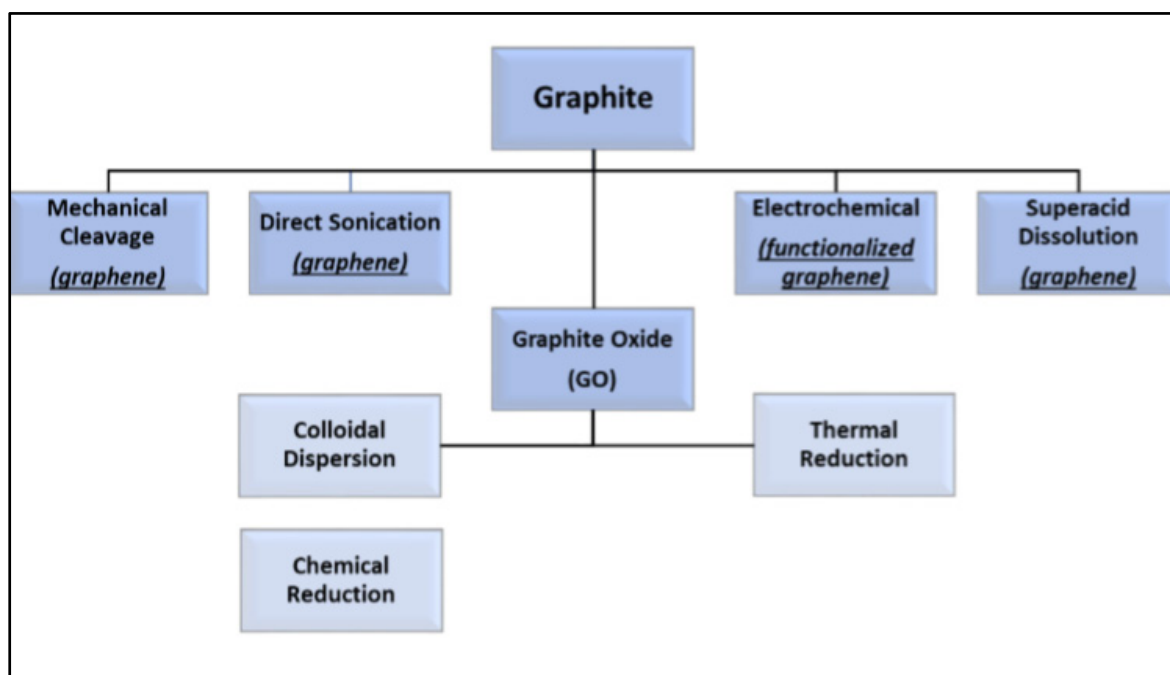 Graphite
Mechanical
Cleavage
(graphene)
Direct Sonication
(graphene)
Electrochemical
(functionalized
graphene)
Superacid
Dissolution
(graphene)
Graphite Oxide
(GO)
Colloidal
Dispersion
Thermal
Reduction
Chemical
Reduction